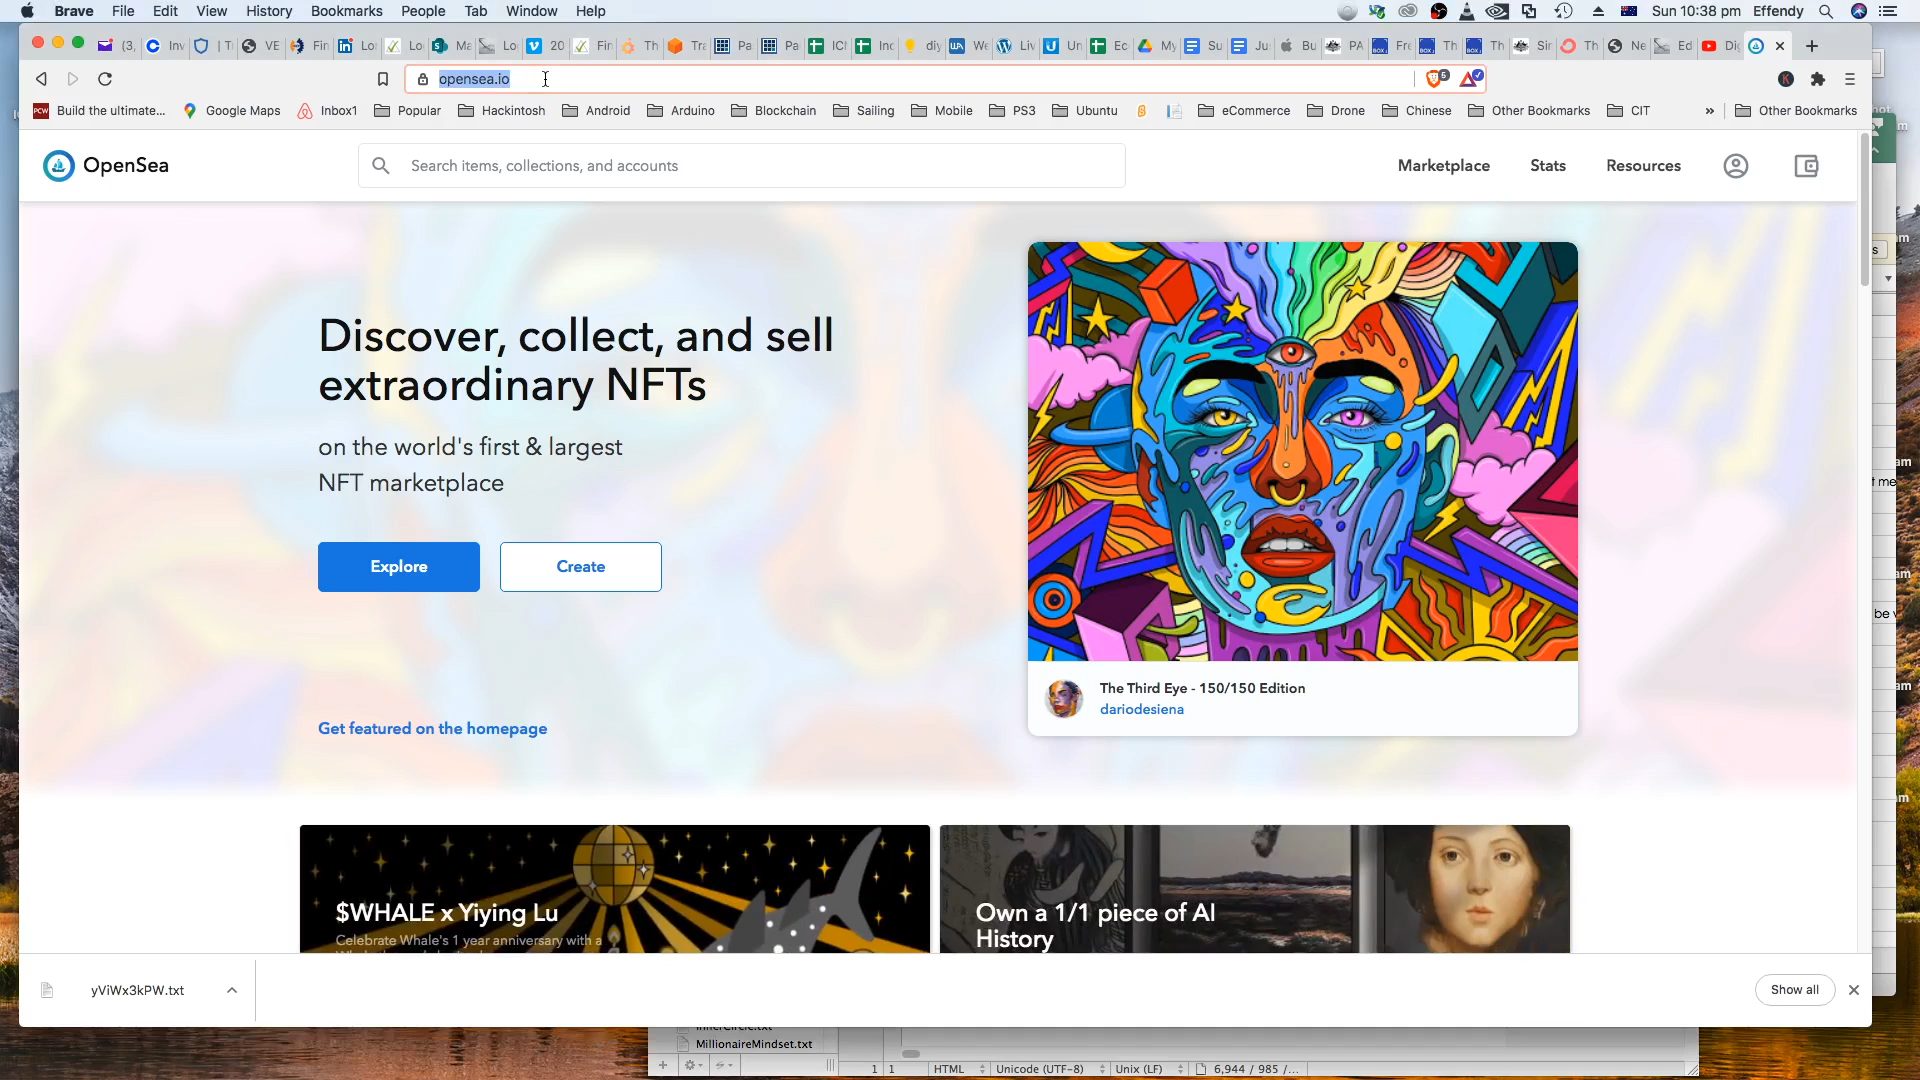 Brave File Edit View History Bookmarks People Tab Window Help Sun 10:38 pm Effendy
opensea.io
Build the ultimate... Google Maps Inbox1 Popular Hackintosh Android Arduino Blockchain Sailing Mobile PS3 Ubuntu eCommerce Drone Chinese Other Bookmarks CIT » Other Bookmarks
OpenSea Search items, collections, and accounts Marketplace Stats Resources
Discover, collect, and sell
extraordinary NFTs
on the world's first & largest
NFT marketplace
Explore Create
Get featured on the homepage
The Third Eye - 150/150 Edition
dariodesiena
$WHALE x Yiying Lu
Celebrate Whale's 1 year anniversary with a
Own a 1/1 piece of AI
History
yViWx3kPW.txt Show all
MillionaireMindset.txt
1 1 HTML Unicode (UTF-8) Unix (LF) 6,944 / 985 /...